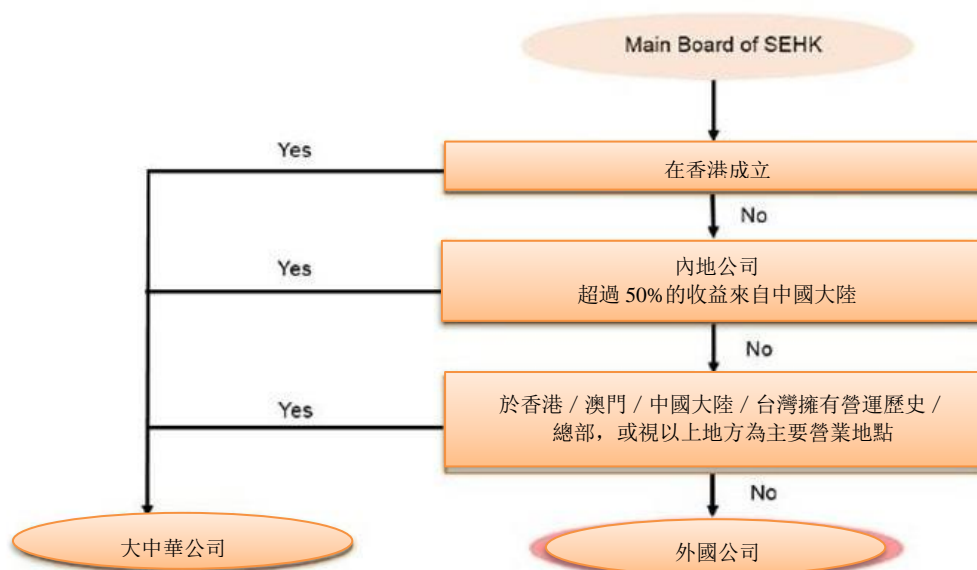 Main Board of SEHK
Yes
在香港成立
No
Yes
內地公司
超過 50%的收益來自中國大陸
No
Yes
於香港 / 澳門 / 中國大陸 / 台灣擁有營運歷史 /
總部，或視以上地方為主要營業地點
No
大中華公司
外國公司